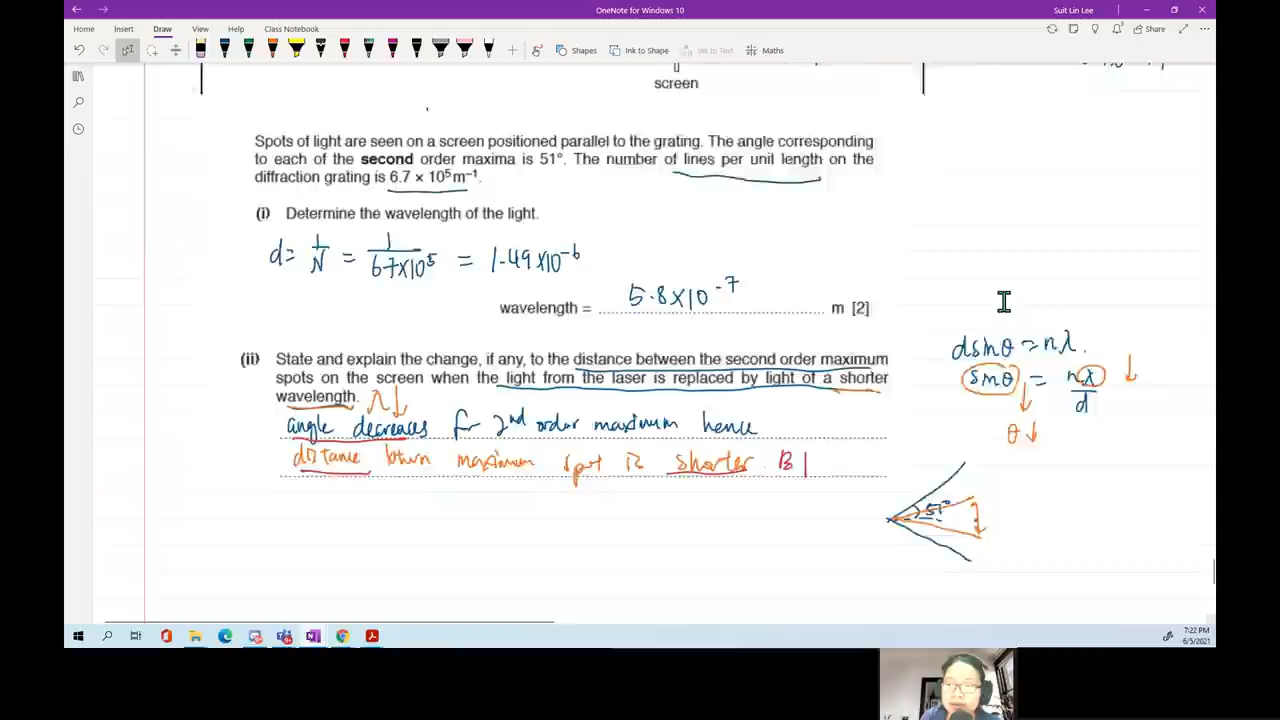 OneNote for Windows 10
Suit Lin Lee
Home Insert Draw View Help Class Notebook
Share
Shapes Ink to Shape Ink to Text Maths
screen
Spots of light are seen on a screen positioned parallel to the grating. The angle corresponding
to each of the second order maxima is 51°. The number of lines per unit length on the
diffraction grating is 6.7 × 10⁵ m⁻¹.
(i) Determine the wavelength of the light.
d = 1/N = 1/6.7×10⁵ = 1.49×10⁻⁶
5.8×10⁻⁷
wavelength = m [2]
(ii) State and explain the change, if any, to the distance between the second order maximum
spots on the screen when the light from the laser is replaced by light of a shorter
wavelength. λ↓
angle decreases for 2nd order maximum hence
distance btwn maximum spot is shorter. B1
dsinθ = nλ.
sinθ = nλ/d ↓
↓
θ↓
51°
7:22 PM
6/5/2021